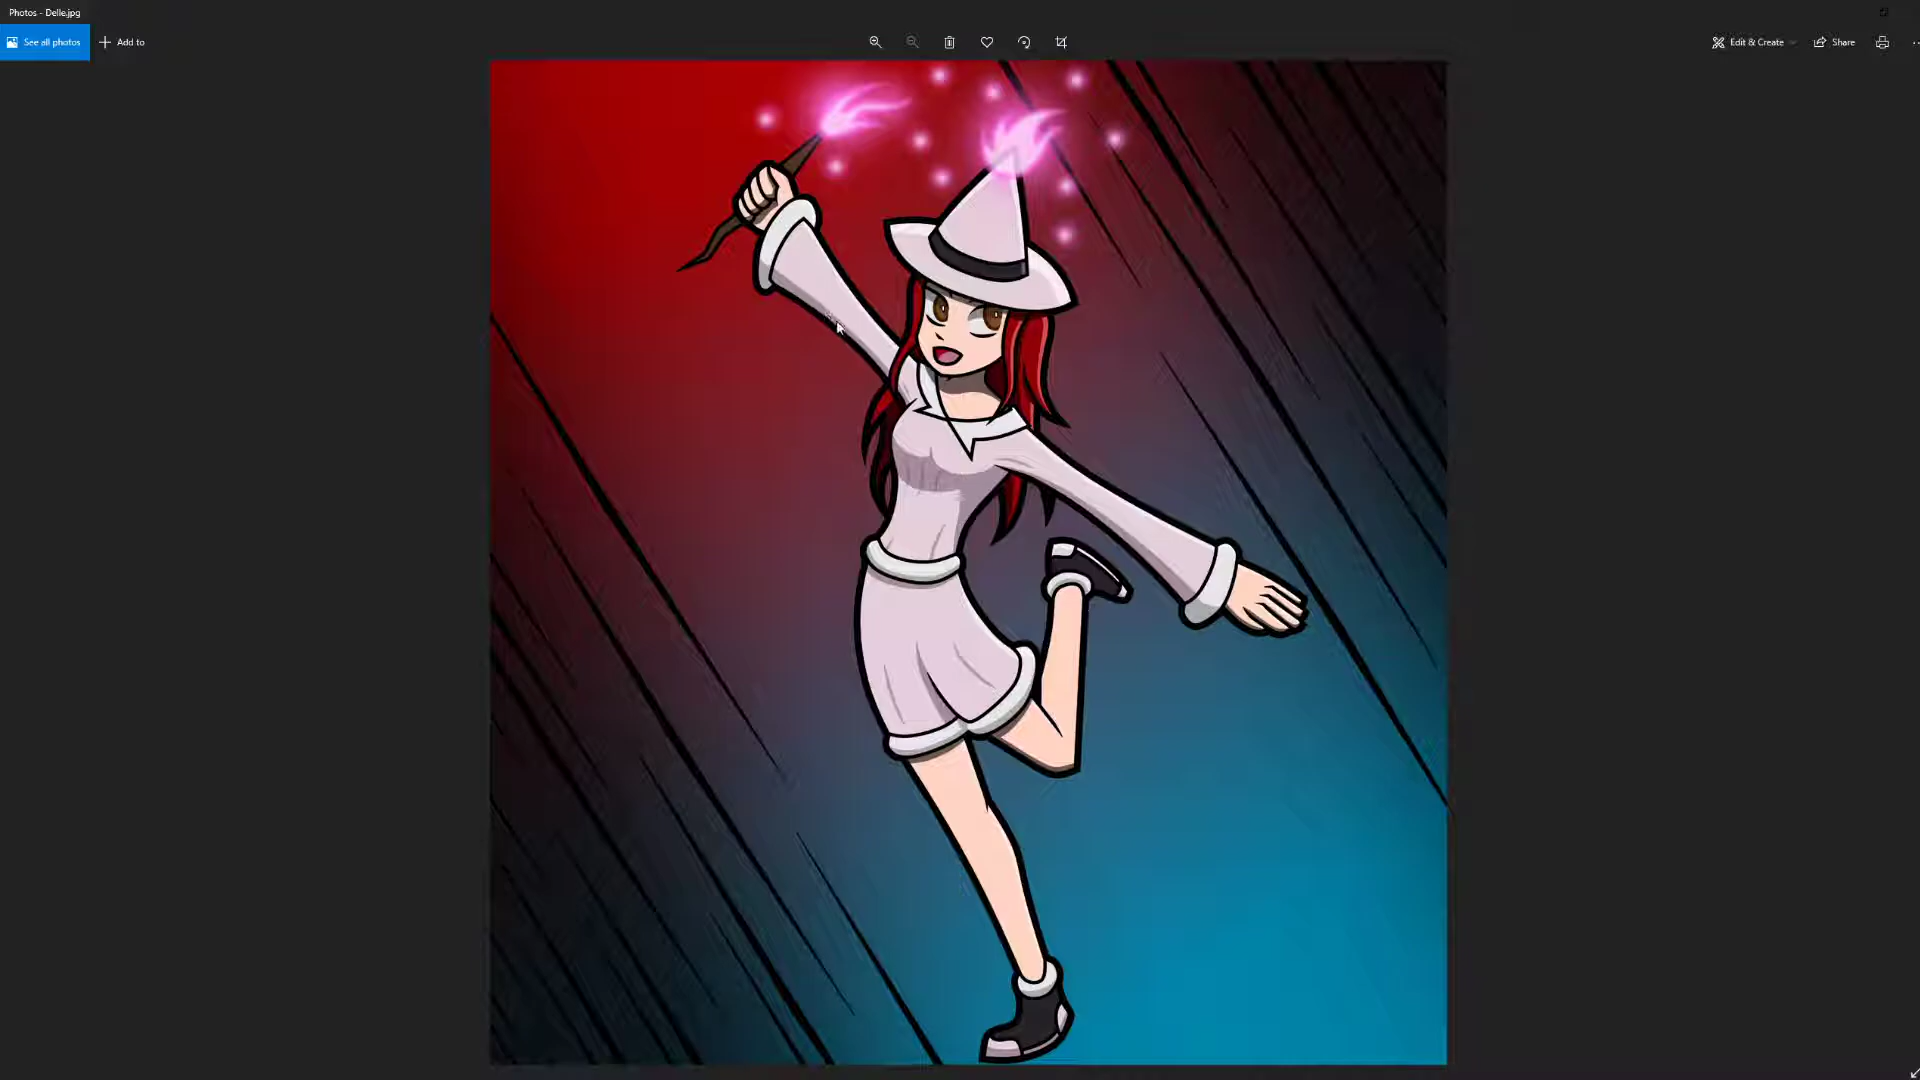 Photos - Delle.jpg
See all photos
Add to
Edit & Create
Share